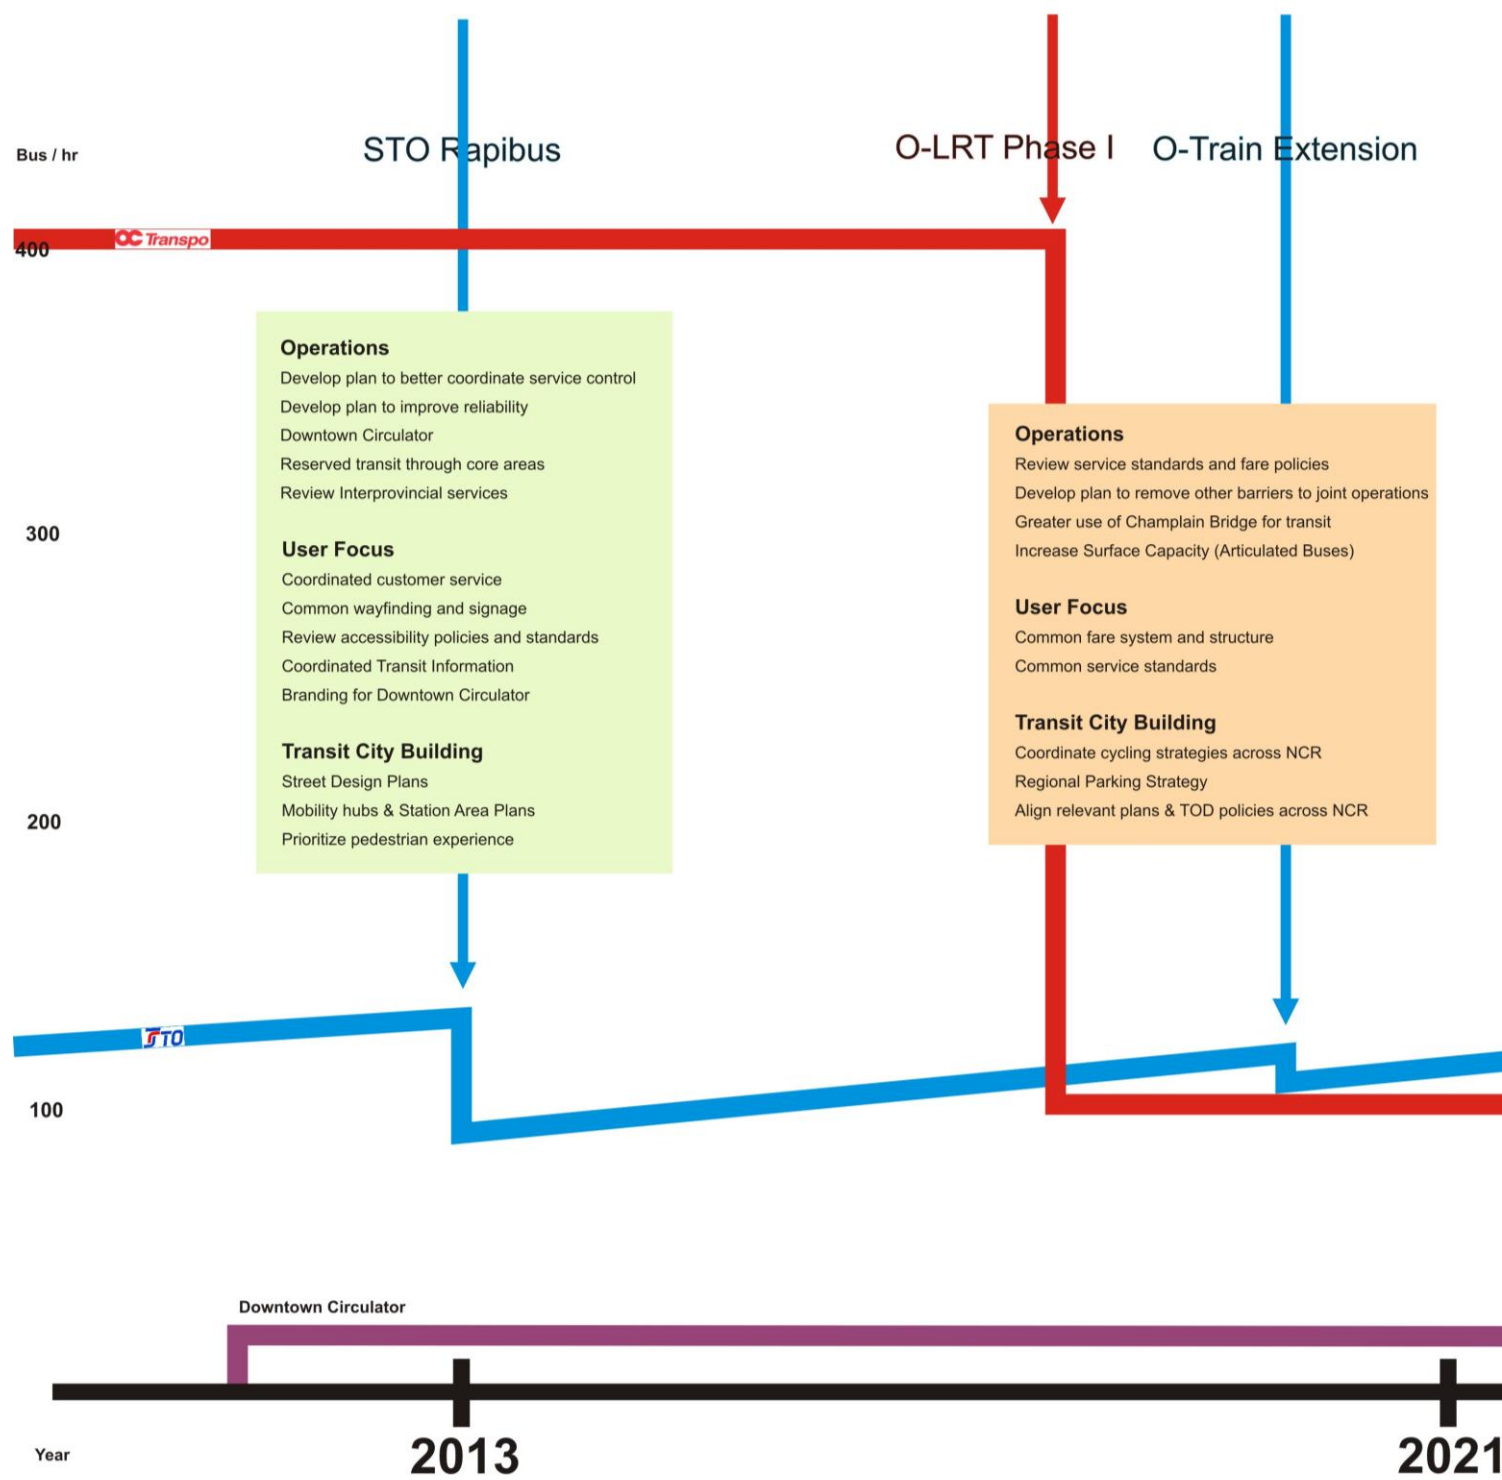 Bus / hr
STO Rapibus
O-LRT Phase I
O-Train Extension
OC Transpo
400
Operations
Develop plan to better coordinate service control
Develop plan to improve reliability
Downtown Circulator
Reserved transit through core areas
Review Interprovincial services
User Focus
Coordinated customer service
Common wayfinding and signage
Review accessibility policies and standards
Coordinated Transit Information
Branding for Downtown Circulator
Transit City Building
Street Design Plans
Mobility hubs & Station Area Plans
Prioritize pedestrian experience
Operations
Review service standards and fare policies
Develop plan to remove other barriers to joint operations
Greater use of Champlain Bridge for transit
Increase Surface Capacity (Articulated Buses)
User Focus
Common fare system and structure
Common service standards
Transit City Building
Coordinate cycling strategies across NCR
Regional Parking Strategy
Align relevant plans & TOD policies across NCR
300
200
STO
100
Downtown Circulator
Year
2013
2021